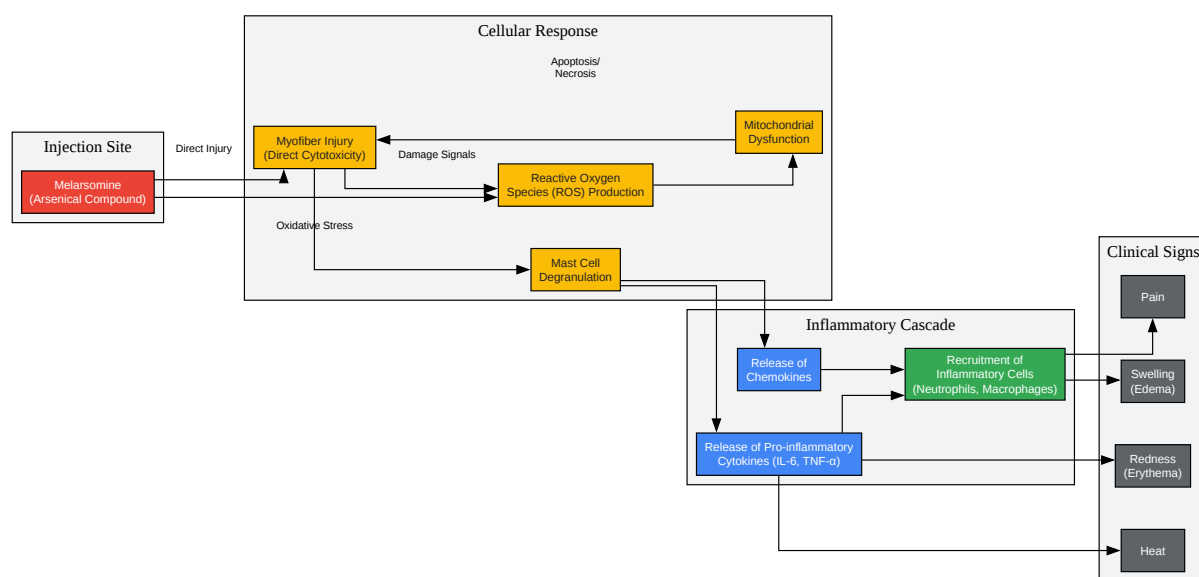 Cellular Response
Apoptosis/
Necrosis
Injection Site
Melarsomine
(Arsenical Compound)
Direct Injury
Myofiber Injury
(Direct Cytotoxicity)
Damage Signals
Mitochondrial
Dysfunction
Reactive Oxygen
Species (ROS) Production
Oxidative Stress
Mast Cell
Degranulation
Inflammatory Cascade
Release of
Chemokines
Recruitment of
Inflammatory Cells
(Neutrophils, Macrophages)
Release of Pro-inflammatory
Cytokines (IL-6, TNF-α)
Clinical Signs
Pain
Swelling
(Edema)
Redness
(Erythema)
Heat